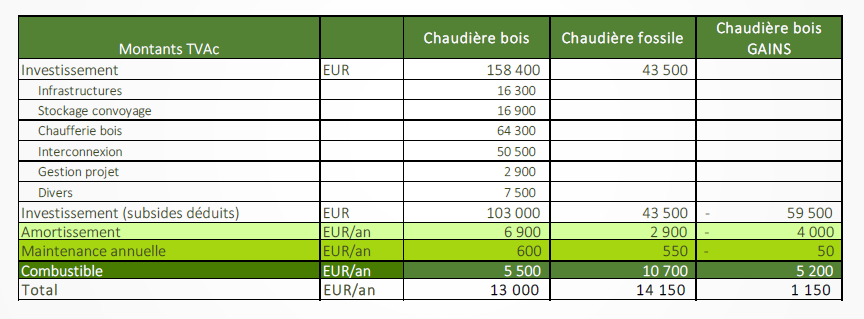 Montants TVAc Chaudière bois Chaudière fossile Chaudière bois GAINS
Investissement EUR 158 400 43 500
Infrastructures 16 300
Stockage convoyage 16 900
Chaufferie bois 64 300
Interconnexion 50 500
Gestion projet 2 900
Divers 7 500
Investissement (subsides déduits) EUR 103 000 43 500 - 59 500
Amortissement EUR/an 6 900 2 900 - 4 000
Maintenance annuelle EUR/an 600 550 - 50
Combustible EUR/an 5 500 10 700 5 200
Total EUR/an 13 000 14 150 1 150